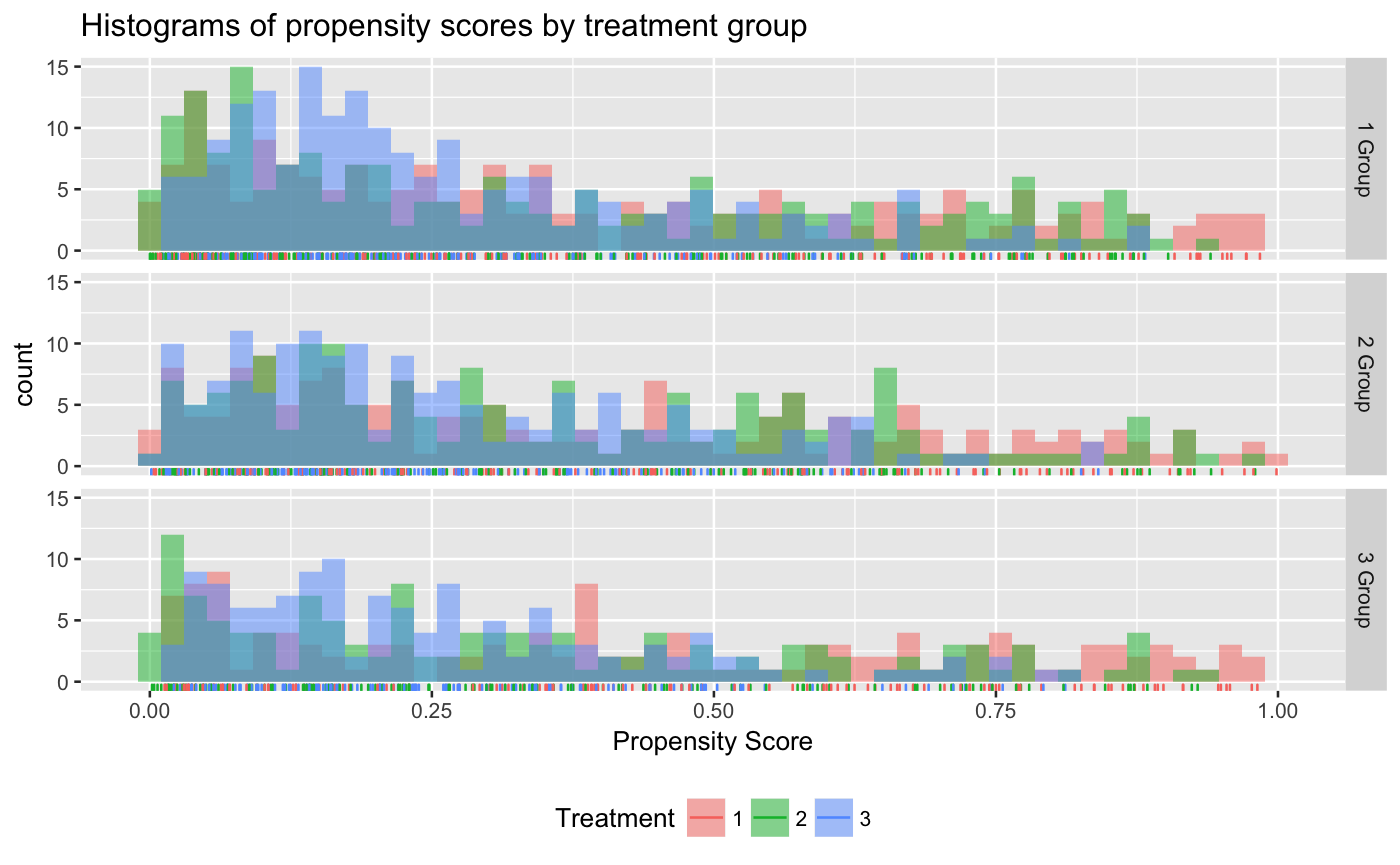 Histograms of propensity scores by treatment group
15
10
5
0
1 Group
15
10
5
0
2 Group
count
15
10
5
0
3 Group
0.00 0.25 0.50 0.75 1.00
Propensity Score
Treatment 1 2 3